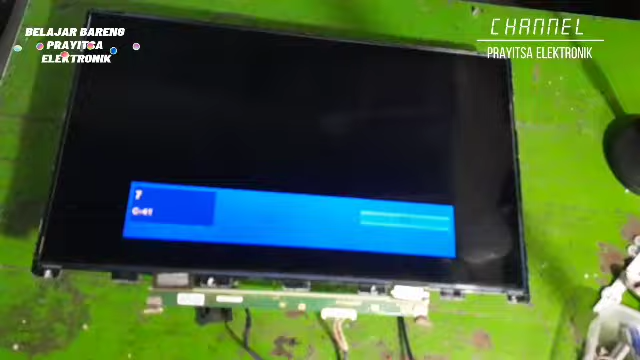 BELAJAR BARENG
PRAYITSA
ELEKTRONIK
CHANNEL
PRAYITSA ELEKTRONIK
7
C-41